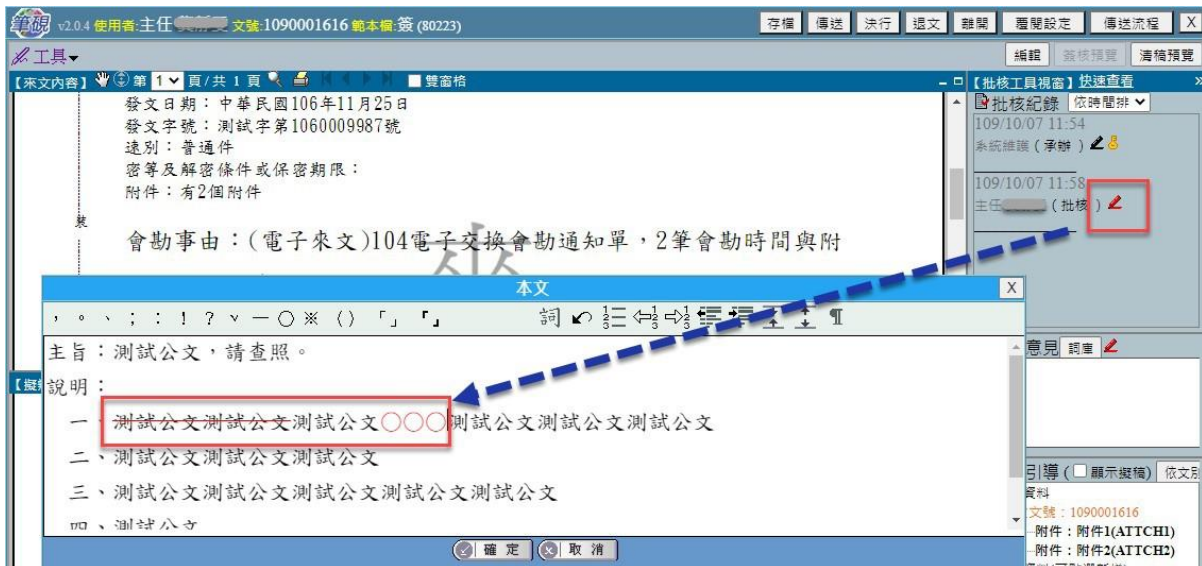 筆硯 v2.0.4 使用者:主任 文號:1090001616 範本檔:簽 (80223) 存檔 傳送 決行 退文 離開 覆閱設定 傳送流程 X
工具▾ 編輯 簽核預覽 清稿預覽
【來文內容】 第 1 頁/共 1 頁 雙窗格
發文日期：中華民國106年11月25日
發文字號：測試字第1060009987號
速別：普通件
密等及解密條件或保密期限：
附件：有2個附件
裝
會勘事由：(電子來文)104電子交換會勘通知單，2筆會勘時間與附
【批核工具視窗】快速查看 »
批核紀錄 依時間排
109/10/07 11:54
系統維護 ( 承辦 )
109/10/07 11:58
主任 ( 批核 )
本文 X
， 。 、 ； ： ！ ？ ˇ — ○ ※ （） 「」 『』 詞
主旨：測試公文，請查照。
說明：
一、測試公文測試公文測試公文○○○測試公文測試公文測試公文
二、測試公文測試公文測試公文
三、測試公文測試公文測試公文測試公文測試公文
四、測試公文
確定 取消
意見 詞庫
引導 ( 顯示擬稿) 依文別
資料
文號：1090001616
附件：附件1(ATTCH1)
附件：附件2(ATTCH2)